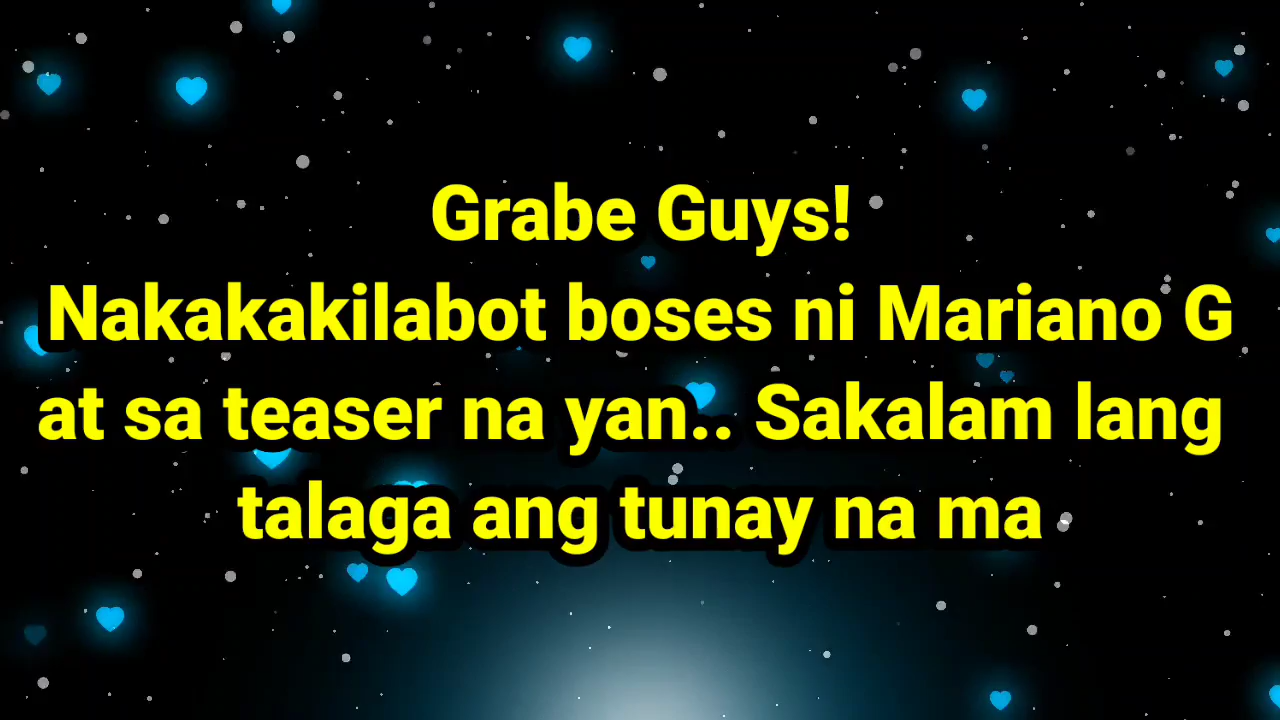 Grabe Guys!
Nakakakilabot boses ni Mariano G
at sa teaser na yan.. Sakalam lang
talaga ang tunay na ma